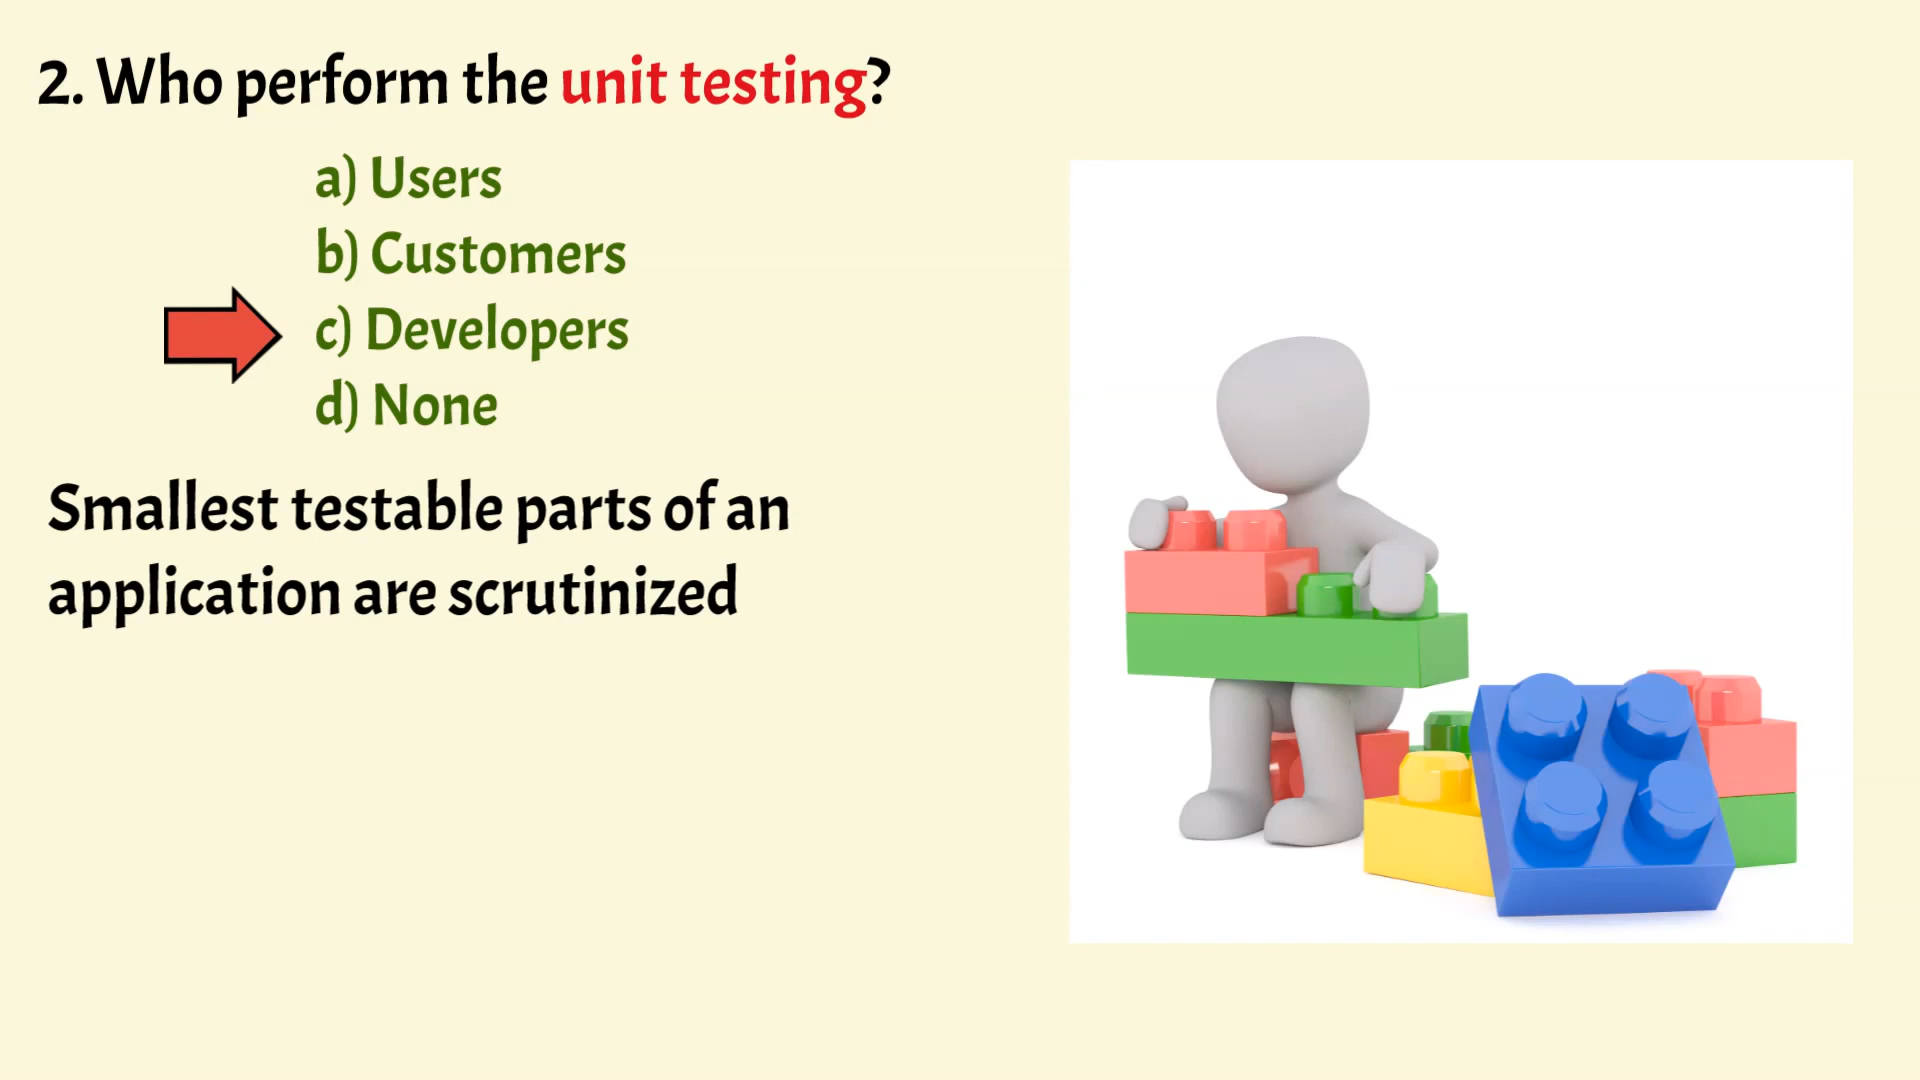 2. Who perform the unit testing?
a) Users
b) Customers
c) Developers
d) None
Smallest testable parts of an
application are scrutinized